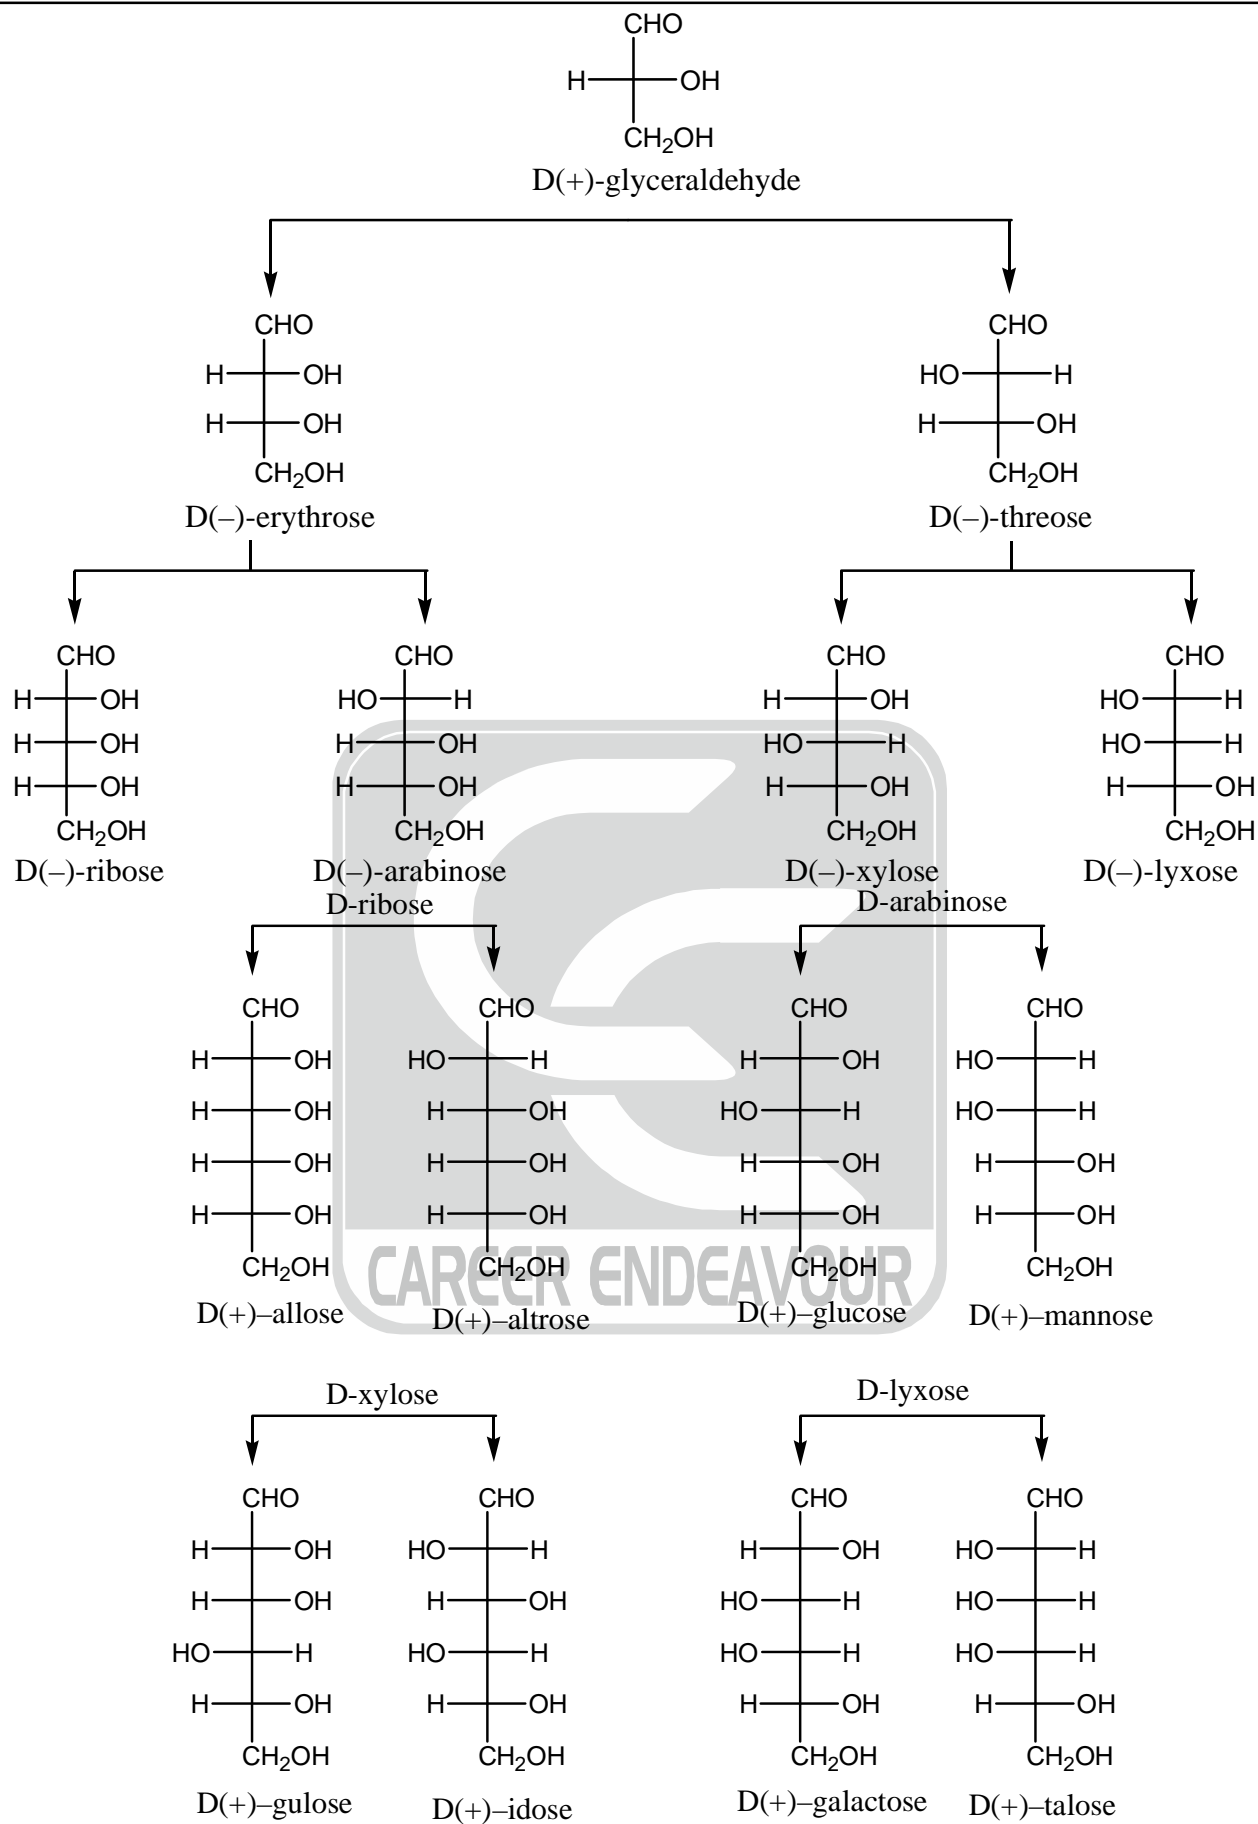 CHO
H OH
CH2OH
D(+)-glyceraldehyde
CHO CHO
H OH HO H
H OH H OH
CH2OH CH2OH
D(–)-erythrose D(–)-threose
CHO CHO CHO CHO
H OH HO H H OH HO H
H OH H OH HO H HO H
H OH H OH H OH H OH
CH2OH CH2OH CH2OH CH2OH
D(–)-ribose D(–)-arabinose D(–)-xylose D(–)-lyxose
D-ribose D-arabinose
CHO CHO CHO CHO
H OH HO H H OH HO H
H OH H OH HO H HO H
H OH H OH H OH H OH
H OH H OH H OH H OH
CH2OH CH2OH CH2OH CH2OH
CAREER ENDEAVOUR
D(+)–allose D(+)–altrose D(+)–glucose D(+)–mannose
D-xylose D-lyxose
CHO CHO CHO CHO
H OH HO H H OH HO H
H OH H OH HO H HO H
HO H HO H HO H HO H
H OH H OH H OH H OH
CH2OH CH2OH CH2OH CH2OH
D(+)–gulose D(+)–idose D(+)–galactose D(+)–talose